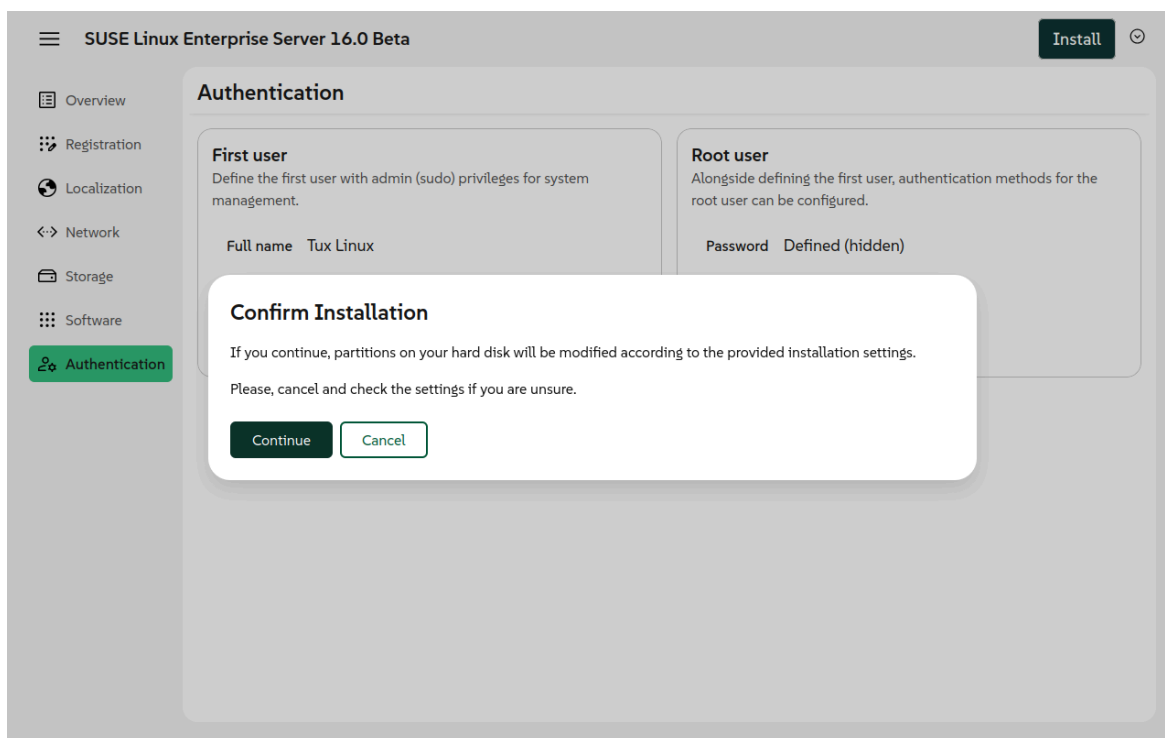 SUSE Linux Enterprise Server 16.0 Beta
Install
Overview
Registration
Localization
Network
Storage
Software
Authentication
Authentication
First user
Define the first user with admin (sudo) privileges for system
management.
Full name Tux Linux
Root user
Alongside defining the first user, authentication methods for the
root user can be configured.
Password Defined (hidden)
Confirm Installation
If you continue, partitions on your hard disk will be modified according to the provided installation settings.
Please, cancel and check the settings if you are unsure.
Continue
Cancel